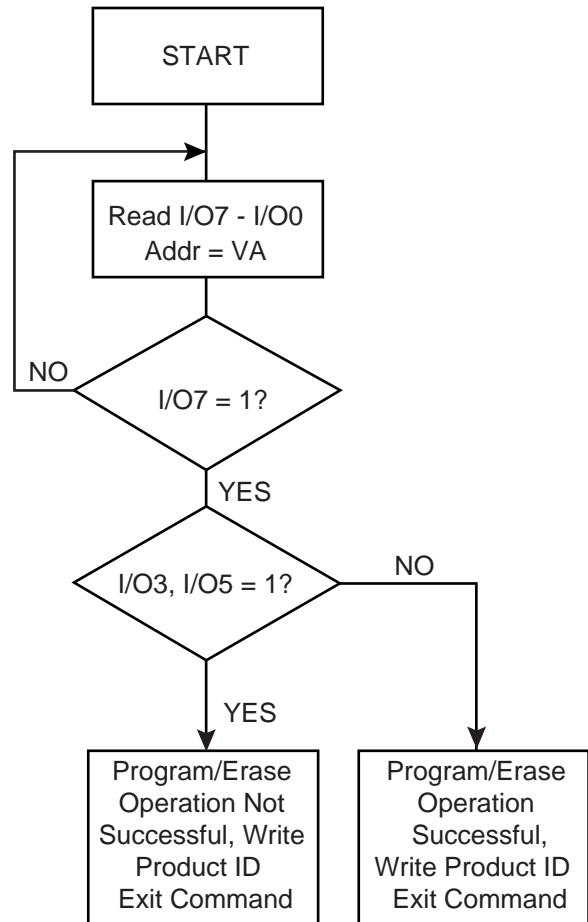 START
Read I/O7 - I/O0
Addr = VA
NO
I/O7 = 1?
YES
I/O3, I/O5 = 1?
NO
YES
Program/Erase
Operation Not
Successful, Write
Product ID
Exit Command
Program/Erase
Operation
Successful,
Write Product ID
Exit Command